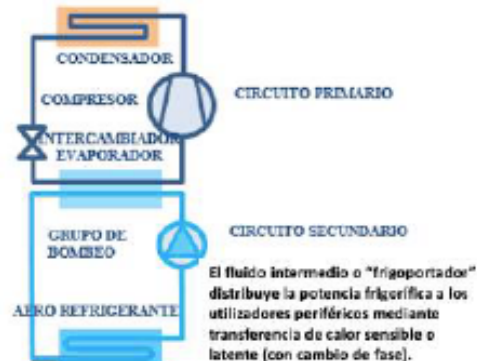 CONDENSADOR
COMPRESOR
CIRCUITO PRIMARIO
INTERCAMBIADOR
EVAPORADOR
GRUPO DE
BOMBEO
CIRCUITO SECUNDARIO
El fluido intermedio o "frigoportador"
distribuye la potencia frigorífica a los
utilizadores periféricos mediante
transferencia de calor sensible o
latente (con cambio de fase).
AERO REFRIGERANTE